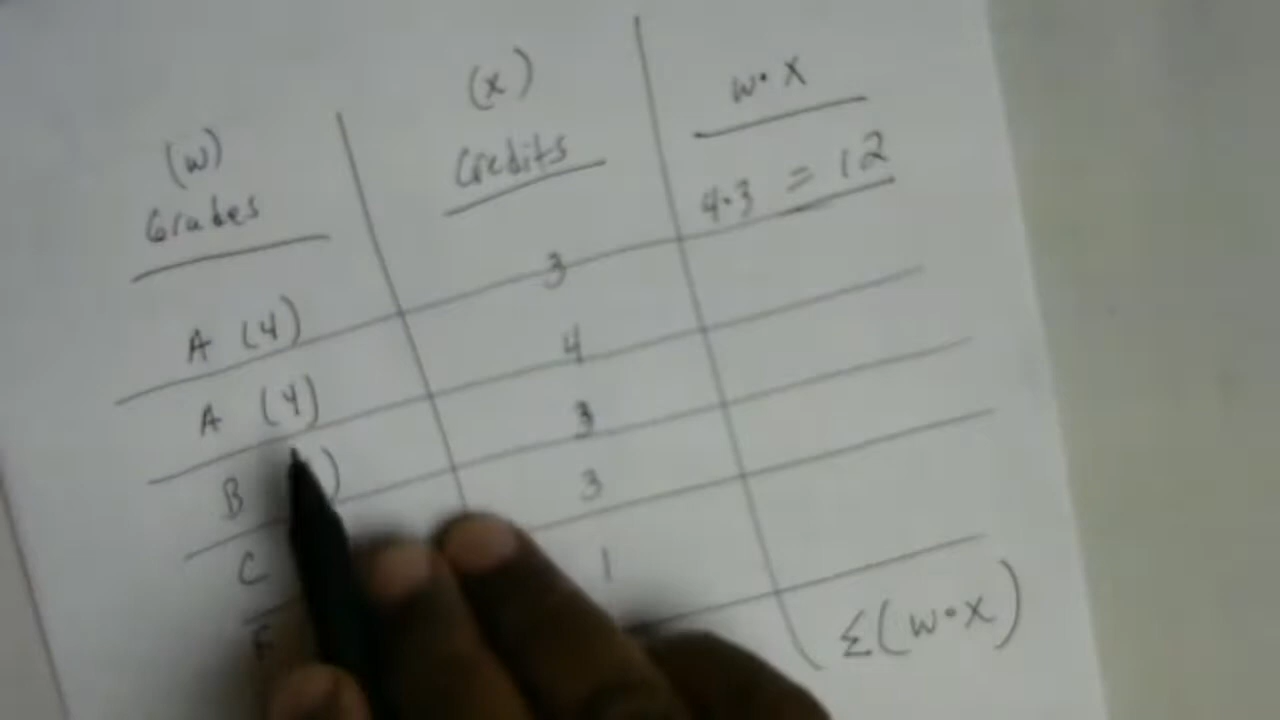 (w) (x) w·x
Grades Credits
A (4) 3 4·3 = 12
A (4) 4
B ) 3
C 3
F 1
Σ(w·x)